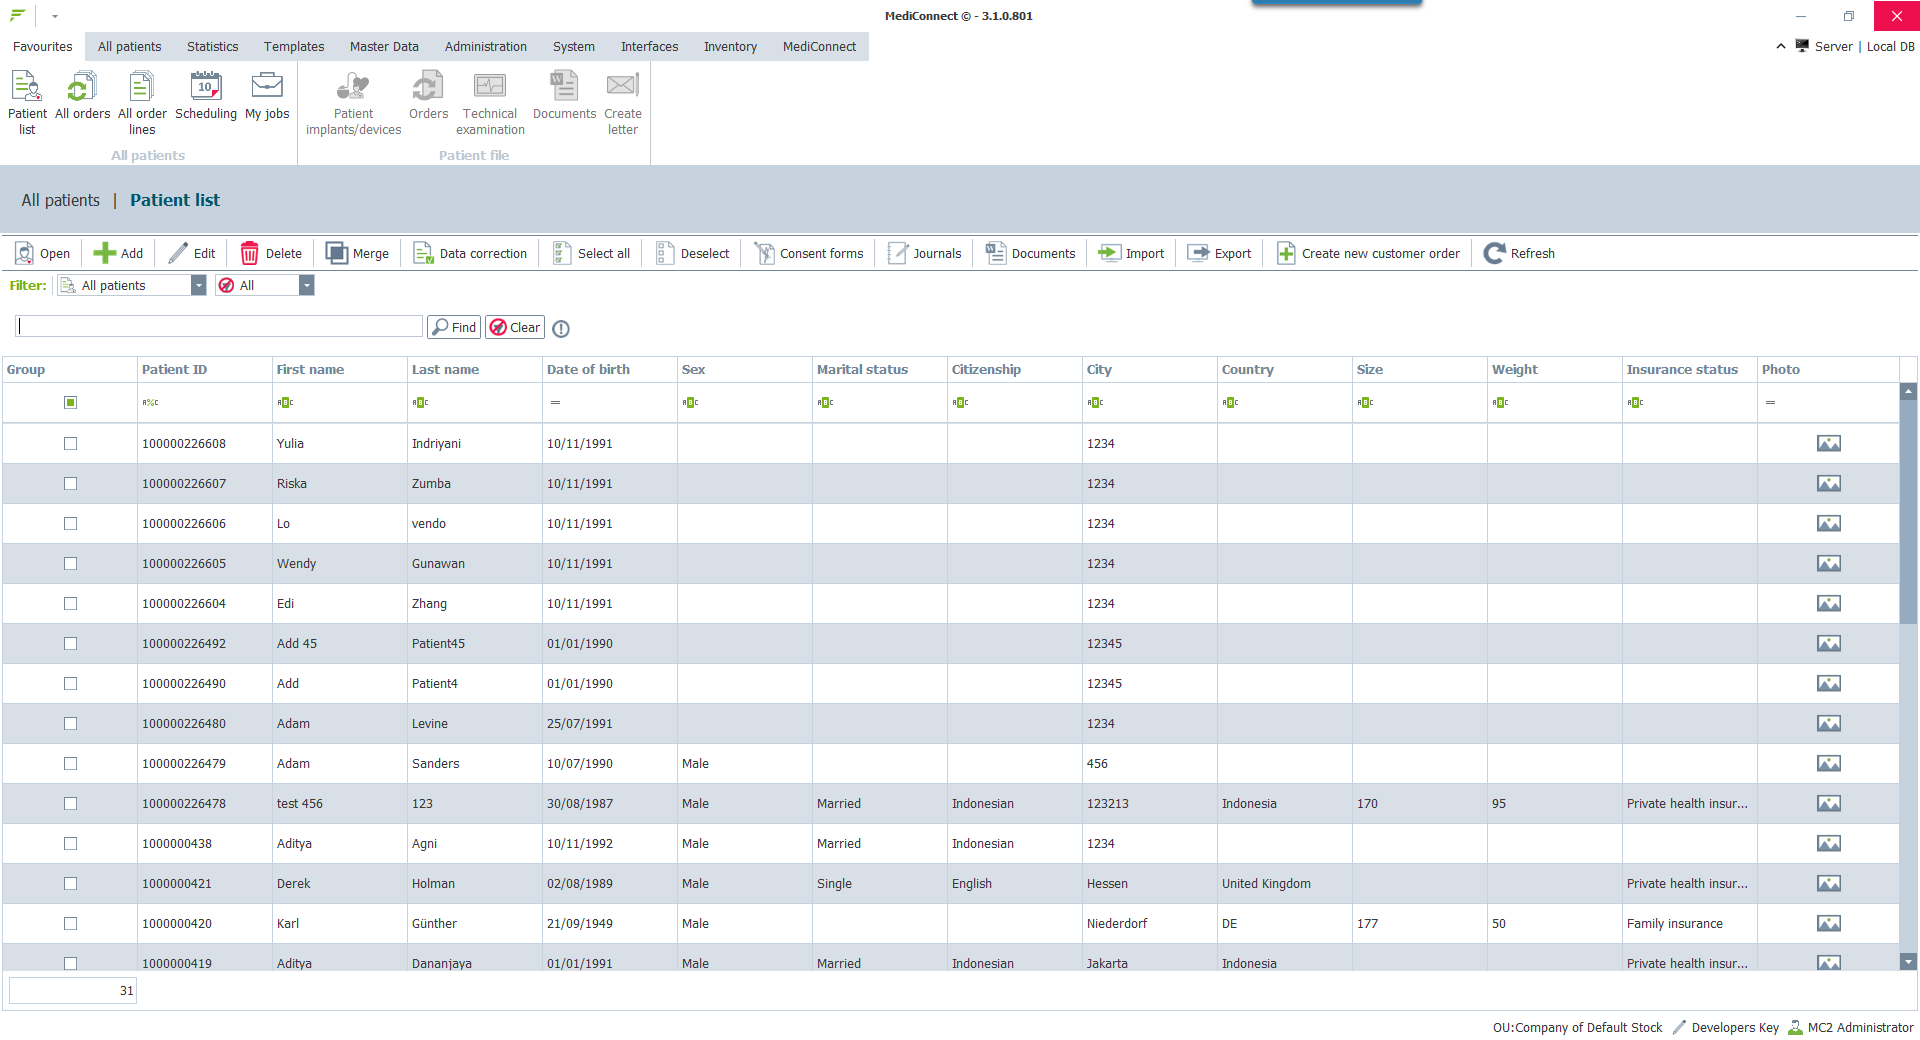 MediConnect © - 3.1.0.801
Favourites All patients Statistics Templates Master Data Administration System Interfaces Inventory MediConnect Server | Local DB
Patient list All orders All order lines Scheduling My jobs Patient implants/devices Orders Technical examination Documents Create letter
10
All patients Patient file
All patients | Patient list
Open Add Edit Delete Merge Data correction Select all Deselect Consent forms Journals Documents Import Export Create new customer order Refresh
Filter: All patients All
Find Clear
Group Patient ID First name Last name Date of birth Sex Marital status Citizenship City Country Size Weight Insurance status Photo
A%C ABC ABC = ABC ABC ABC ABC ABC ABC ABC ABC =
100000226608 Yulia Indriyani 10/11/1991 1234
100000226607 Riska Zumba 10/11/1991 1234
100000226606 Lo vendo 10/11/1991 1234
100000226605 Wendy Gunawan 10/11/1991 1234
100000226604 Edi Zhang 10/11/1991 1234
100000226492 Add 45 Patient45 01/01/1990 12345
100000226490 Add Patient4 01/01/1990 12345
100000226480 Adam Levine 25/07/1991 1234
100000226479 Adam Sanders 10/07/1990 Male 456
100000226478 test 456 123 30/08/1987 Male Married Indonesian 123213 Indonesia 170 95 Private health insur...
1000000438 Aditya Agni 10/11/1992 Male Married Indonesian 1234
1000000421 Derek Holman 02/08/1989 Male Single English Hessen United Kingdom Private health insur...
1000000420 Karl Günther 21/09/1949 Male Niederdorf DE 177 50 Family insurance
1000000419 Aditya Dananjaya 01/01/1991 Male Married Indonesian Jakarta Indonesia Private health insur...
31
OU:Company of Default Stock Developers Key MC2 Administrator